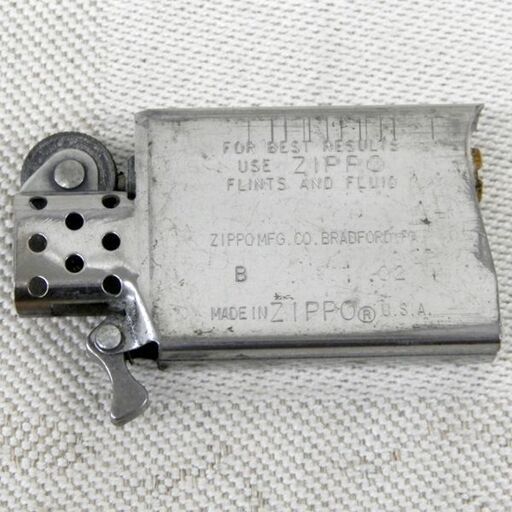 FOR BEST RESULTS
USE ZIPPO
FLINTS AND FLUID
ZIPPO MFG. CO. BRADFORD, PA.
B 02
MADE IN ZIPPO® U.S.A.